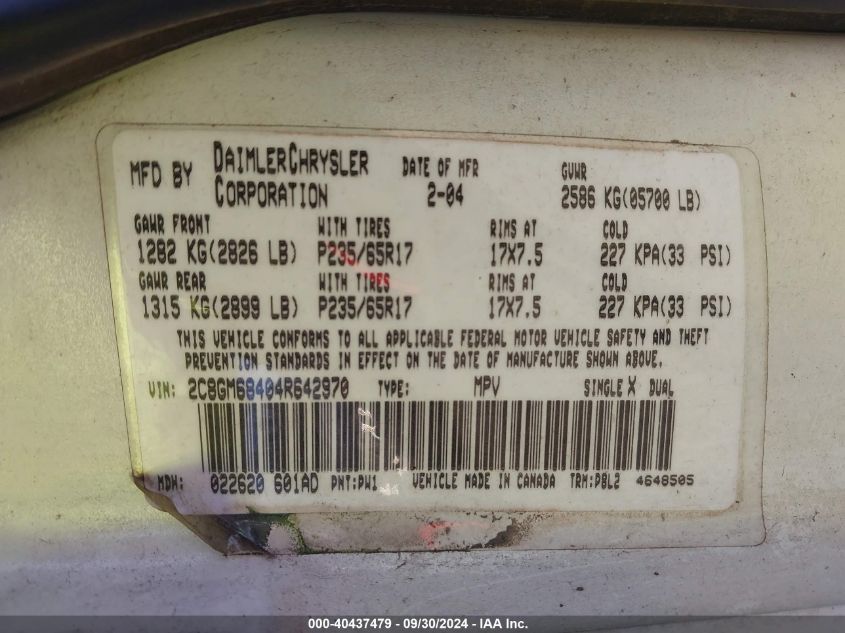 MFD BY DAIMLERCHRYSLER CORPORATION DATE OF MFR 2-04 GVWR 2586 KG(05700 LB)
GAWR FRONT WITH TIRES RIMS AT COLD
1282 KG(2826 LB) P235/65R17 17X7.5 227 KPA(33 PSI)
GAWR REAR WITH TIRES RIMS AT COLD
1315 KG(2899 LB) P235/65R17 17X7.5 227 KPA(33 PSI)
THIS VEHICLE CONFORMS TO ALL APPLICABLE FEDERAL MOTOR VEHICLE SAFETY AND THEFT
PREVENTION STANDARDS IN EFFECT ON THE DATE OF MANUFACTURE SHOWN ABOVE.
VIN: 2C8GM68404R642970 TYPE: MPV SINGLE X DUAL
MDH: 022620 601AD PNT:PW1 VEHICLE MADE IN CANADA TRM:P8L2 4648505
000-40437479 - 09/30/2024 - IAA Inc.